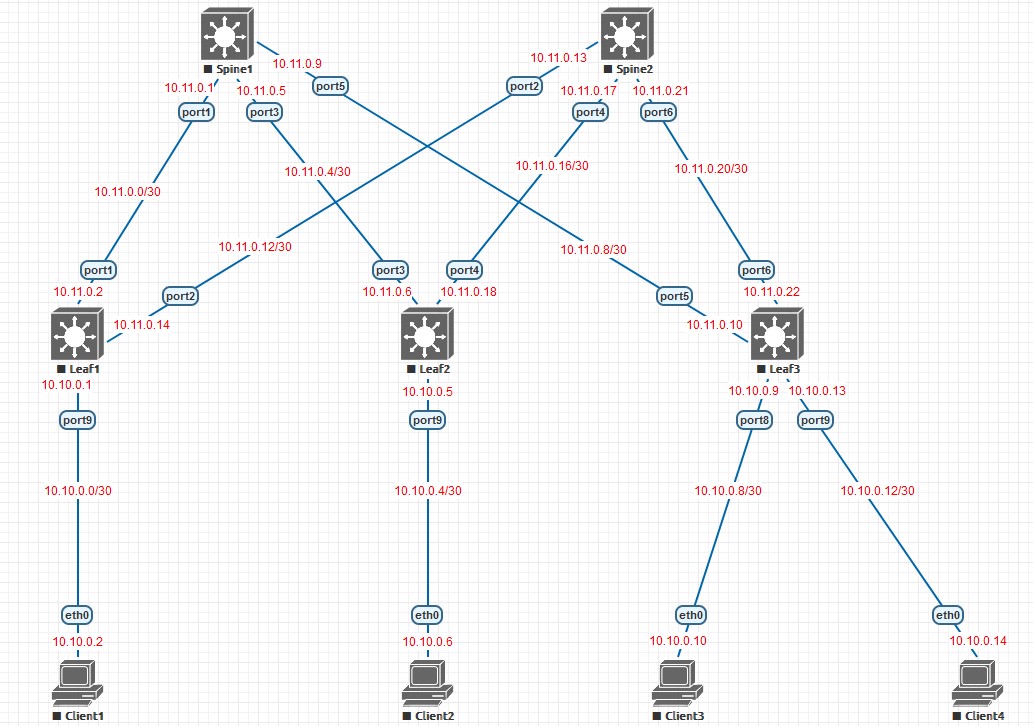 Spine1
Spine2
10.11.0.9
10.11.0.13
10.11.0.1
10.11.0.5
port5
port2
10.11.0.17
10.11.0.21
port1
port3
port4
port6
10.11.0.4/30
10.11.0.16/30
10.11.0.20/30
10.11.0.0/30
10.11.0.12/30
10.11.0.8/30
port1
port3
port4
port6
10.11.0.2
port2
10.11.0.6
10.11.0.18
port5
10.11.0.22
10.11.0.14
10.11.0.10
Leaf1
Leaf2
Leaf3
10.10.0.1
10.10.0.5
10.10.0.9
10.10.0.13
port9
port9
port8
port9
10.10.0.0/30
10.10.0.4/30
10.10.0.8/30
10.10.0.12/30
eth0
eth0
eth0
eth0
10.10.0.2
10.10.0.6
10.10.0.10
10.10.0.14
Client1
Client2
Client3
Client4